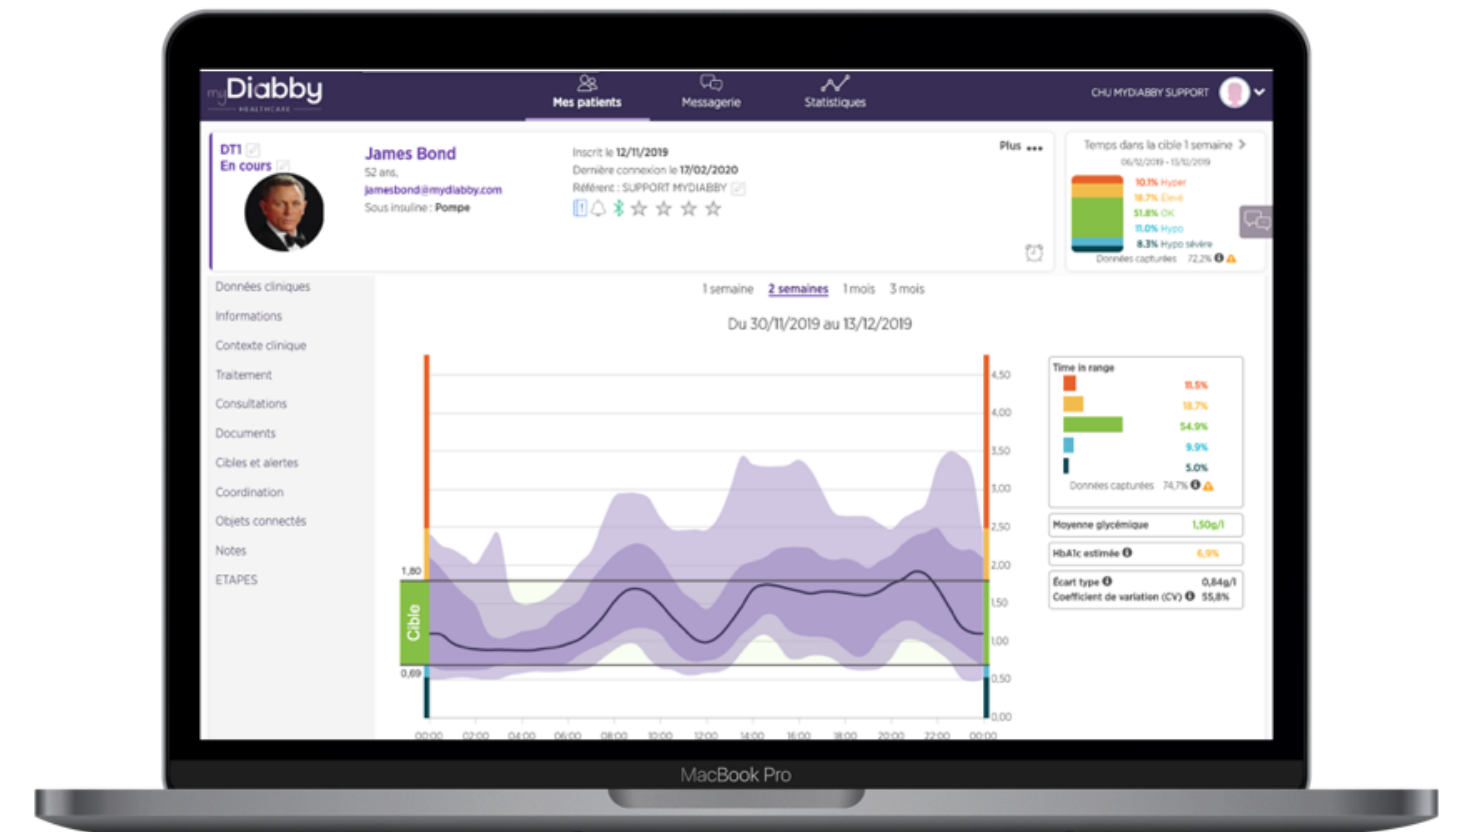 myDiabby
HEALTHCARE
Mes patients
Messagerie
Statistiques
CHU MYDIABBY SUPPORT
DT1
En cours
James Bond
52 ans,
jamesbond@mydiabby.com
Sous insuline : Pompe
Inscrit le 12/11/2019
Dernière connexion le 17/02/2020
Référent : SUPPORT MYDIABBY
Plus
Temps dans la cible 1 semaine
06/12/2019 - 13/12/2019
10.1% Hyper
18.7% Élevé
51.8% OK
11.0% Hypo
8.3% Hypo sévère
Données capturées 72,2%
Données cliniques
Informations
Contexte clinique
Traitement
Consultations
Documents
Cibles et alertes
Coordination
Objets connectés
Notes
ETAPES
1 semaine 2 semaines 1 mois 3 mois
Du 30/11/2019 au 13/12/2019
4,50
4,00
3,50
3,00
2,50
2,00
1,50
1,00
0,50
0,00
1,80
Cible
0,69
00:00 02:00 04:00 06:00 08:00 10:00 12:00 14:00 16:00 18:00 20:00 22:00 00:00
Time in range
11.5%
18.7%
54.9%
9.9%
5.0%
Données capturées 74,7%
Moyenne glycémique 1,50g/l
HbA1c estimée 6,9%
Écart type 0,84g/l
Coefficient de variation (CV) 55,8%
MacBook Pro